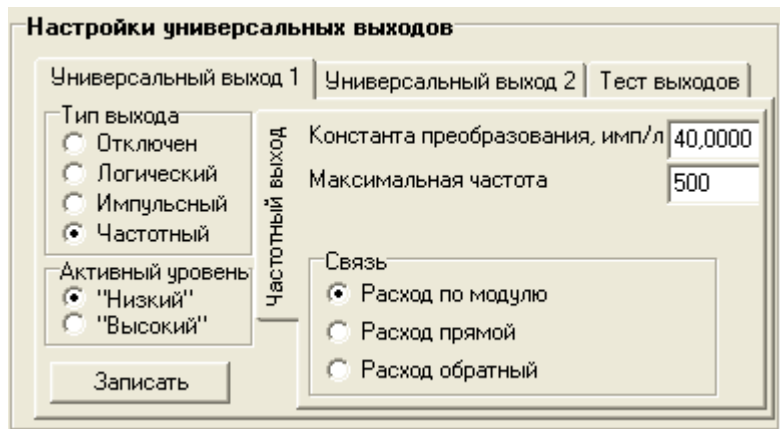 Настройки универсальных выходов
Универсальный выход 1
Универсальный выход 2
Тест выходов
Тип выхода
Отключен
Логический
Импульсный
Частотный
Активный уровень
"Низкий"
"Высокий"
Записать
Частотный выход
Константа преобразования, имп/л 40,0000
Максимальная частота 500
Связь
Расход по модулю
Расход прямой
Расход обратный